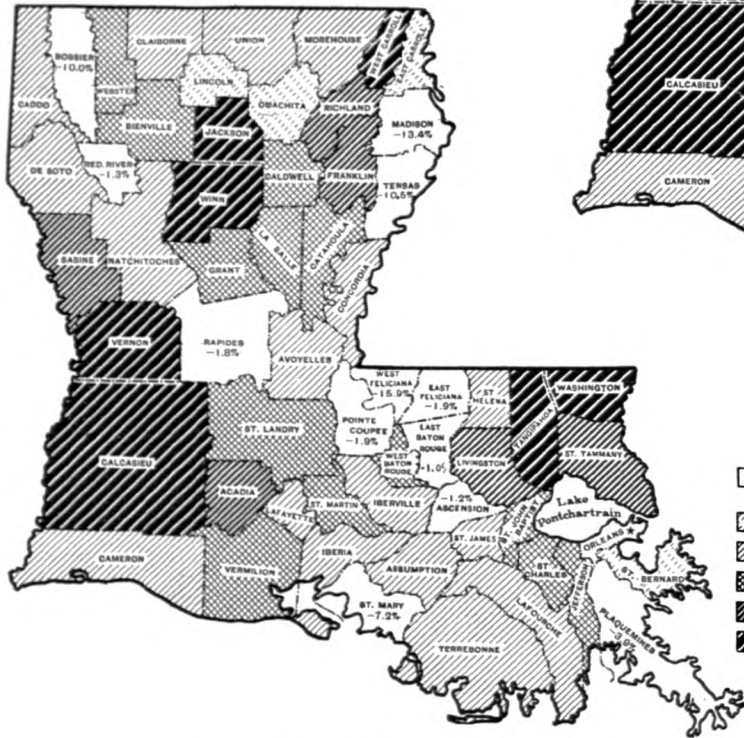 BOSSIER
-10.0%
CLAIBORNE
UNION
MOREHOUSE
WEST CARROLL
EAST CARROLL
CADDO
WEBSTER
LINCOLN
OUACHITA
RICHLAND
MADISON
-13.4%
BIENVILLE
JACKSON
DE SOTO
RED RIVER
-1.3%
CALDWELL
FRANKLIN
TENSAS
-10.5%
WINN
SABINE
NATCHITOCHES
GRANT
LA SALLE
CATAHOULA
CONCORDIA
VERNON
RAPIDES
-1.8%
AVOYELLES
WEST
FELICIANA
-15.9%
EAST
FELICIANA
-1.9%
ST.
HELENA
TANGIPAHOA
WASHINGTON
POINTE
COUPEE
-1.9%
EAST
BATON
ROUGE
-1.0%
ST. LANDRY
WEST
BATON
ROUGE
LIVINGSTON
ST. TAMMANY
CALCASIEU
ACADIA
LAFAYETTE
ST. MARTIN
IBERVILLE
-1.2%
ASCENSION
ST. JOHN
BAPTIST
Lake
Pontchartrain
CAMERON
VERMILION
IBERIA
ASSUMPTION
ST. JAMES
ST.
CHARLES
ORLEANS
ST. BERNARD
JEFFERSON
ST. MARY
-7.2%
LAFOURCHE
TERREBONNE
PLAQUEMINES
-3.9%
CALCASIEU
CAMERON